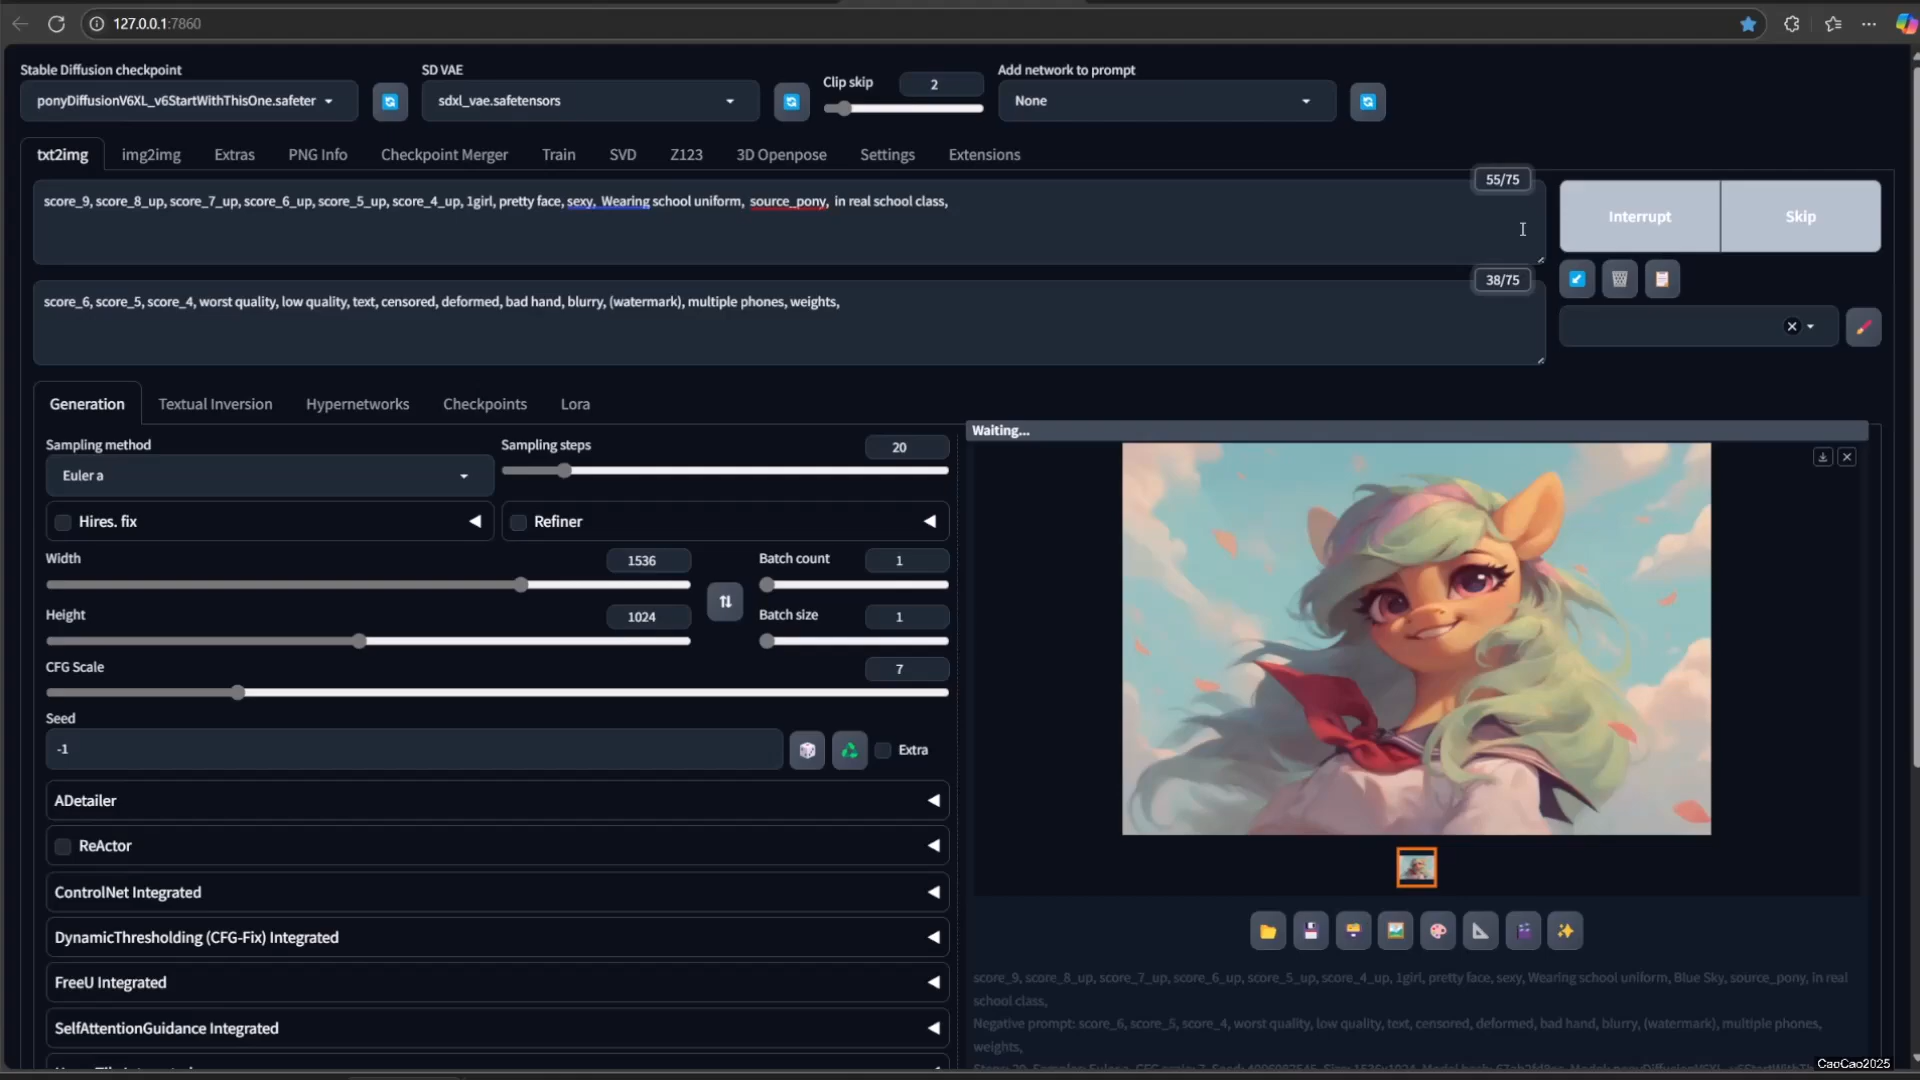 127.0.0.1:7860
Stable Diffusion checkpoint
SD VAE
Clip skip
2
Add network to prompt
ponyDiffusionV6XL_v6StartWithThisOne.safeter
sdxl_vae.safetensors
None
txt2img
img2img
Extras
PNG Info
Checkpoint Merger
Train
SVD
Z123
3D Openpose
Settings
Extensions
55/75
score_9, score_8_up, score_7_up, score_6_up, score_5_up, score_4_up, 1girl, pretty face, sexy, Wearing school uniform, source_pony, in real school class,
Interrupt
Skip
38/75
score_6, score_5, score_4, worst quality, low quality, text, censored, deformed, bad hand, blurry, (watermark), multiple phones, weights,
Generation
Textual Inversion
Hypernetworks
Checkpoints
Lora
Sampling method
Euler a
Sampling steps
20
Hires. fix
Refiner
Width
1536
Batch count
1
Height
1024
Batch size
1
CFG Scale
7
Seed
-1
Extra
ADetailer
ReActor
ControlNet Integrated
DynamicThresholding (CFG-Fix) Integrated
FreeU Integrated
SelfAttentionGuidance Integrated
Waiting...
score_9, score_8_up, score_7_up, score_6_up, score_5_up, score_4_up, 1girl, pretty face, sexy, Wearing school uniform, Blue Sky, source_pony, in real
school class,
Negative prompt: score_6, score_5, score_4, worst quality, low quality, text, censored, deformed, bad hand, blurry, (watermark), multiple phones,
weights,
CaoCao2025